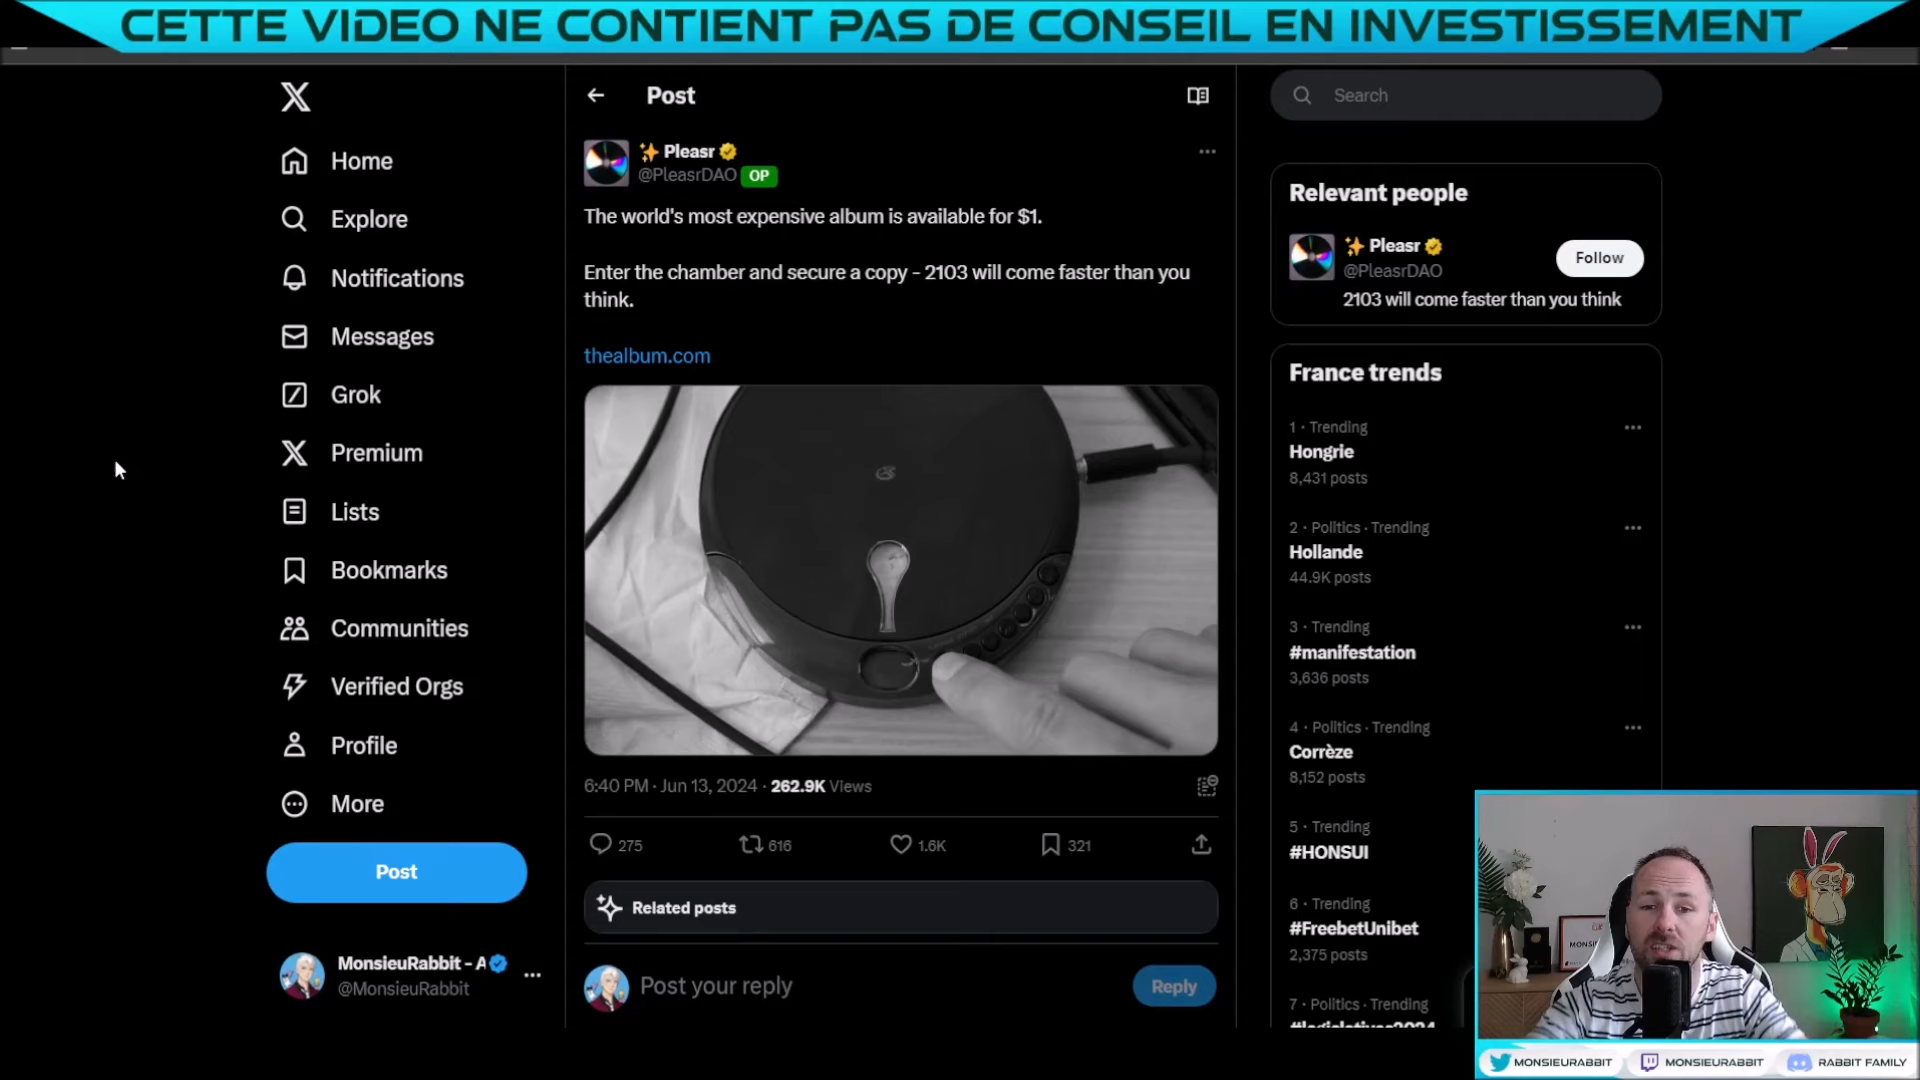 CETTE VIDEO NE CONTIENT PAS DE CONSEIL EN INVESTISSEMENT
Home
Explore
Notifications
Messages
Grok
Premium
Lists
Bookmarks
Communities
Verified Orgs
Profile
More
Post
MonsieuRabbit - A
@MonsieuRabbit
Post
✨ Pleasr
@PleasrDAO OP
The world's most expensive album is available for $1.
Enter the chamber and secure a copy - 2103 will come faster than you
think.
thealbum.com
6:40 PM · Jun 13, 2024 · 262.9K Views
275 616 1.6K 321
Related posts
Post your reply
Reply
Search
Relevant people
✨ Pleasr
@PleasrDAO
Follow
2103 will come faster than you think
France trends
1 · Trending
Hongrie
8,431 posts
2 · Politics · Trending
Hollande
44.9K posts
3 · Trending
#manifestation
3,636 posts
4 · Politics · Trending
Corrèze
8,152 posts
5 · Trending
#HONSUI
6 · Trending
#FreebetUnibet
2,375 posts
7 · Politics · Trending
#legislatives2024
MONSIEURABBIT
MONSIEURABBIT
RABBIT FAMILY